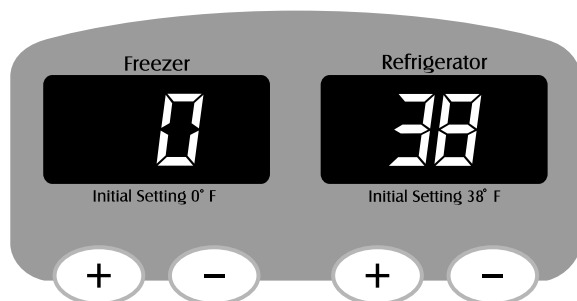 Freezer
0
Initial Setting 0° F
+ −
Refrigerator
38
Initial Setting 38° F
+ −